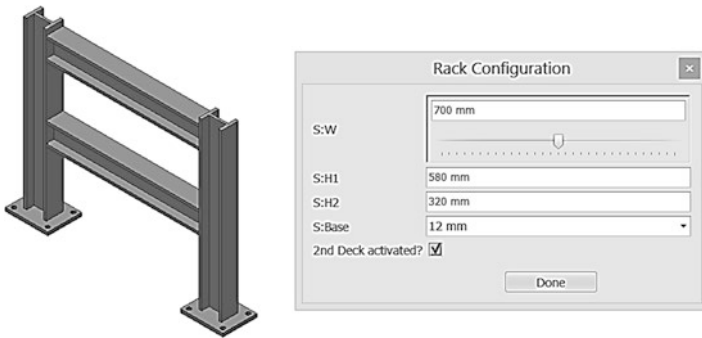 Rack Configuration
S:W
700 mm
S:H1 580 mm
S:H2 320 mm
S:Base 12 mm
2nd Deck activated?
Done